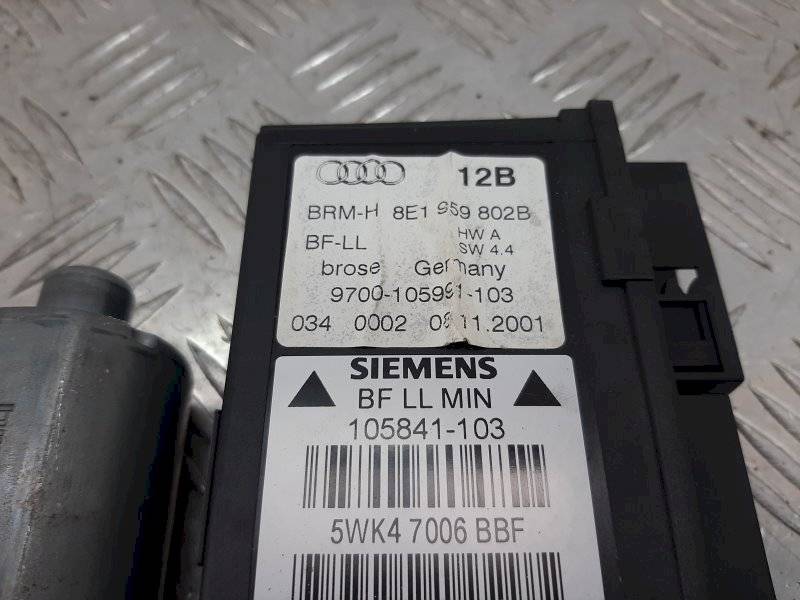 12B
BRM-H 8E1 959 802B
BF-LL HW A
SW 4.4
brose Germany
9700-105991-103
034 0002 .11.2001
SIEMENS
BF LL MIN
105841-103
5WK4 7006 BBF